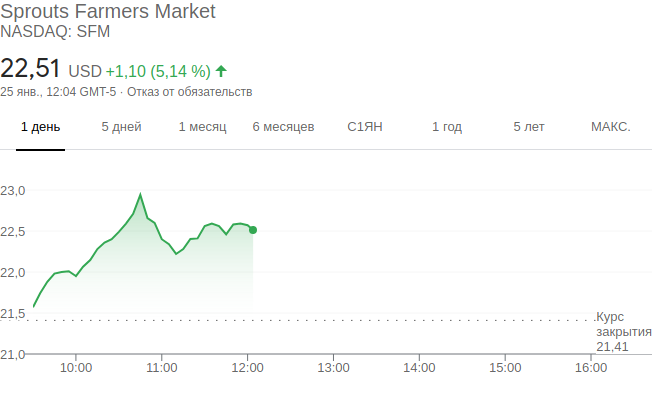 Sprouts Farmers Market
NASDAQ: SFM
22,51 USD +1,10 (5,14 %)
25 янв., 12:04 GMT-5 · Отказ от обязательств
1 день 5 дней 1 месяц 6 месяцев С1ЯН 1 год 5 лет МАКС.
23,0
22,5
22,0
21,5
Курс
закрытия
21,41
21,0
10:00 11:00 12:00 13:00 14:00 15:00 16:00